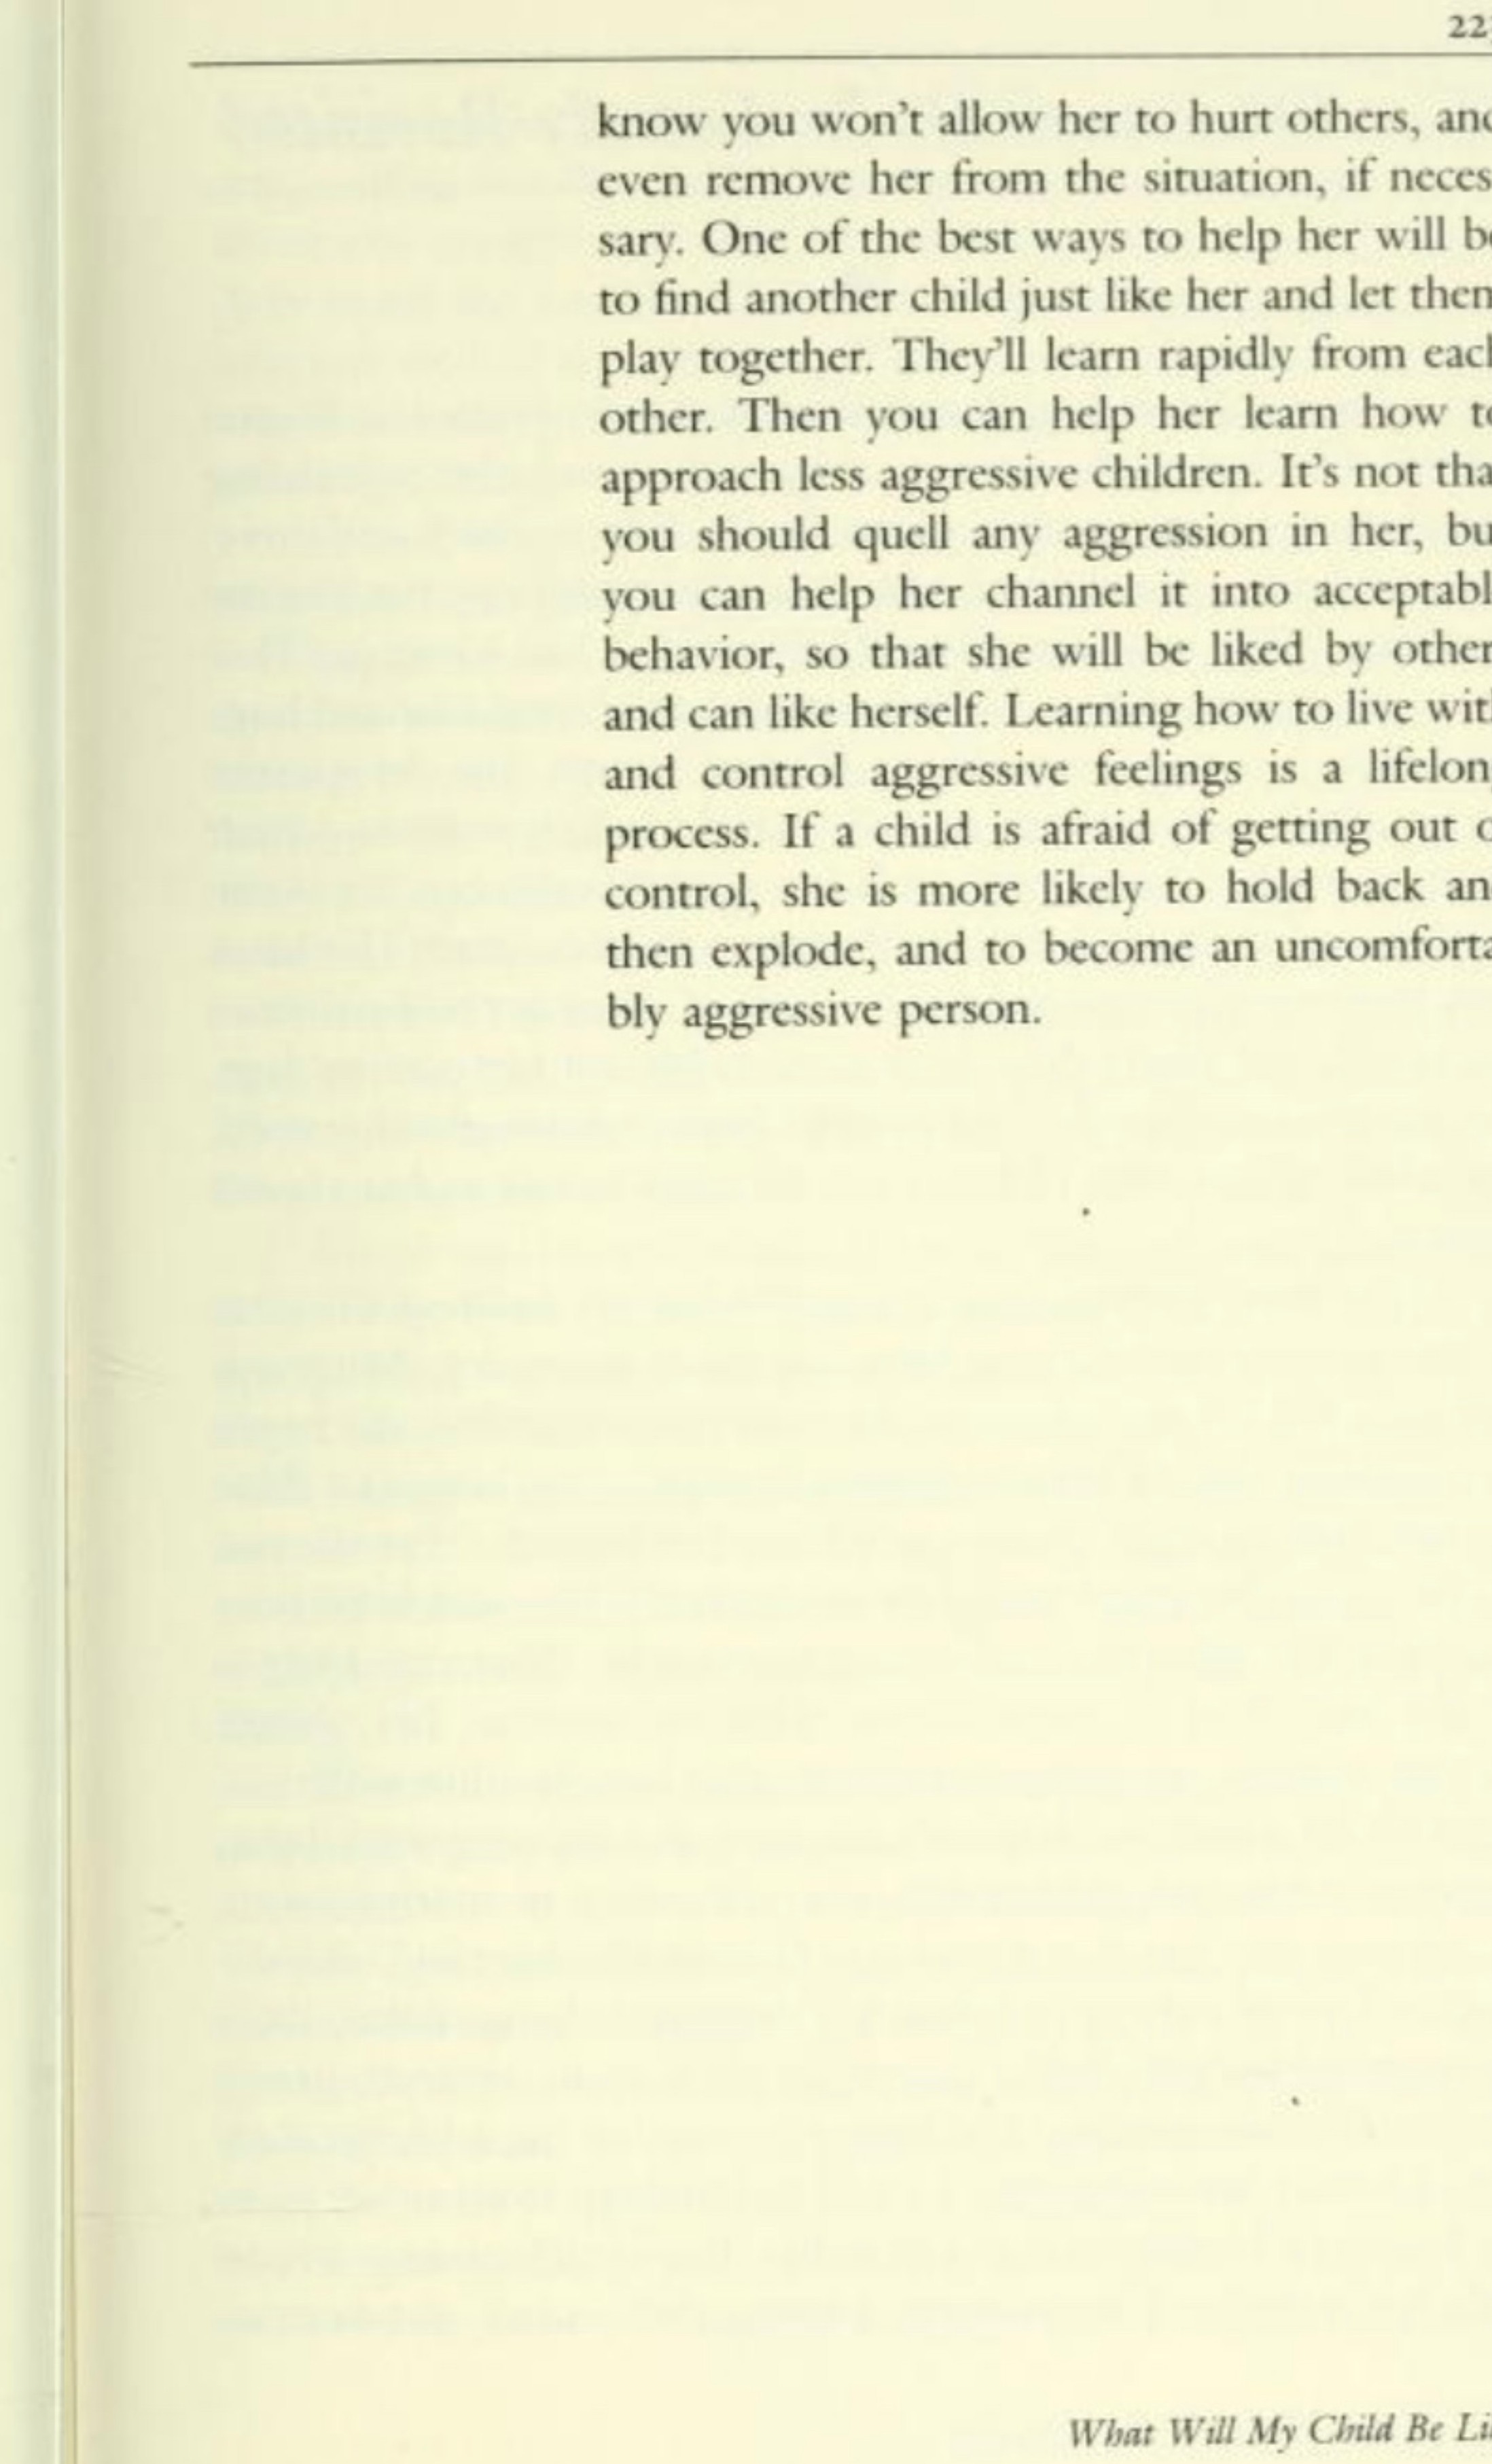 22
know you won't allow her to hurt others, and
even remove her from the situation, if neces
sary. One of the best ways to help her will be
to find another child just like her and let them
play together. They'll learn rapidly from each
other. Then you can help her learn how to
approach less aggressive children. It's not tha
you should quell any aggression in her, bu
you can help her channel it into acceptabl
behavior, so that she will be liked by other
and can like herself. Learning how to live with
and control aggressive feelings is a lifelon
process. If a child is afraid of getting out o
control, she is more likely to hold back an
then explode, and to become an uncomforta
bly aggressive person.
What Will My Child Be Li